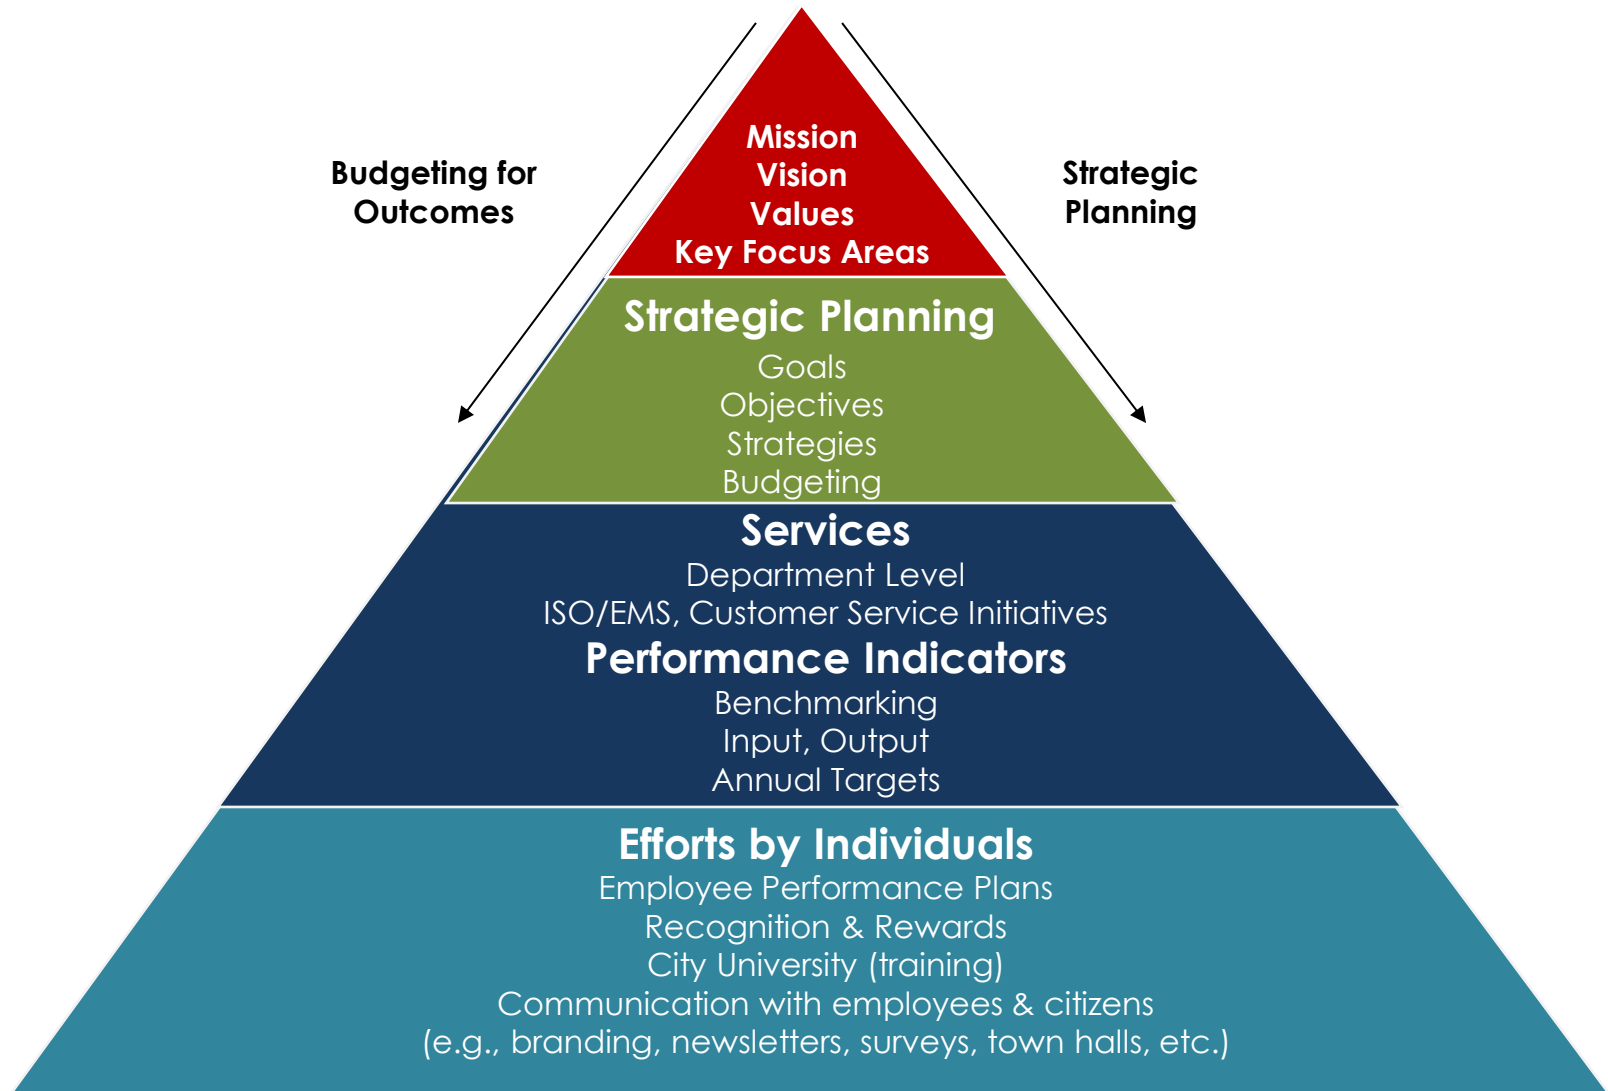 Budgeting for
Outcomes
Strategic
Planning
Mission
Vision
Values
Key Focus Areas
Strategic Planning
Goals
Objectives
Strategies
Budgeting
Services
Department Level
ISO/EMS, Customer Service Initiatives
Performance Indicators
Benchmarking
Input, Output
Annual Targets
Efforts by Individuals
Employee Performance Plans
Recognition & Rewards
City University (training)
Communication with employees & citizens
(e.g., branding, newsletters, surveys, town halls, etc.)